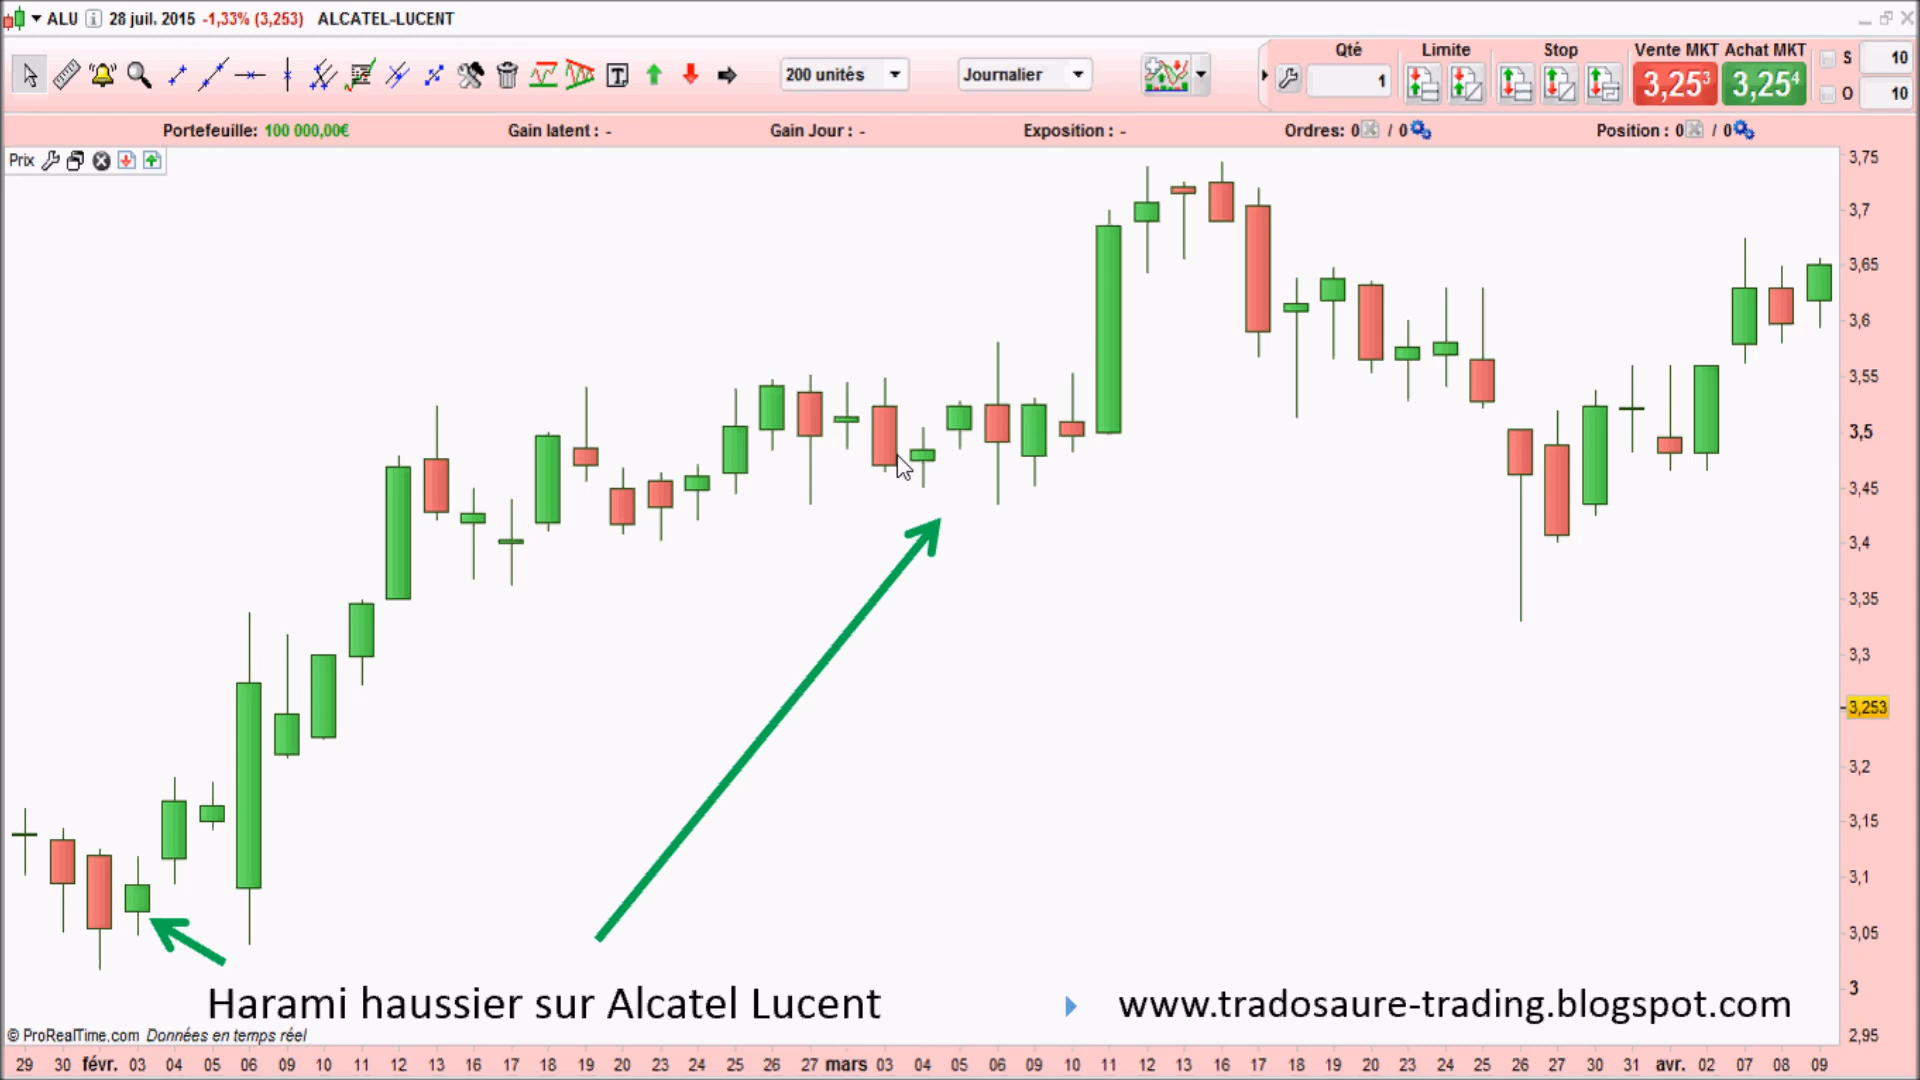 ALU 28 juil. 2015 -1,33% (3,253) ALCATEL-LUCENT
Qté Limite Stop Vente MKT Achat MKT S 10
200 unités Journalier 1 3,25³ 3,25⁴ O 10
Portefeuille: 100 000,00€ Gain latent : - Gain Jour : - Exposition : - Ordres: 0 / 0 Position : 0 / 0
Prix
3,75
3,7
3,65
3,6
3,55
3,5
3,45
3,4
3,35
3,3
3,253
3,2
3,15
3,1
3,05
3
2,95
Harami haussier sur Alcatel Lucent www.tradosaure-trading.blogspot.com
© ProRealTime.com Données en temps réel
29 30 févr. 03 04 05 06 09 10 11 12 13 16 17 18 19 20 23 24 25 26 27 mars 03 04 05 06 09 10 11 12 13 16 17 18 19 20 23 24 25 26 27 30 31 avr. 02 07 08 09